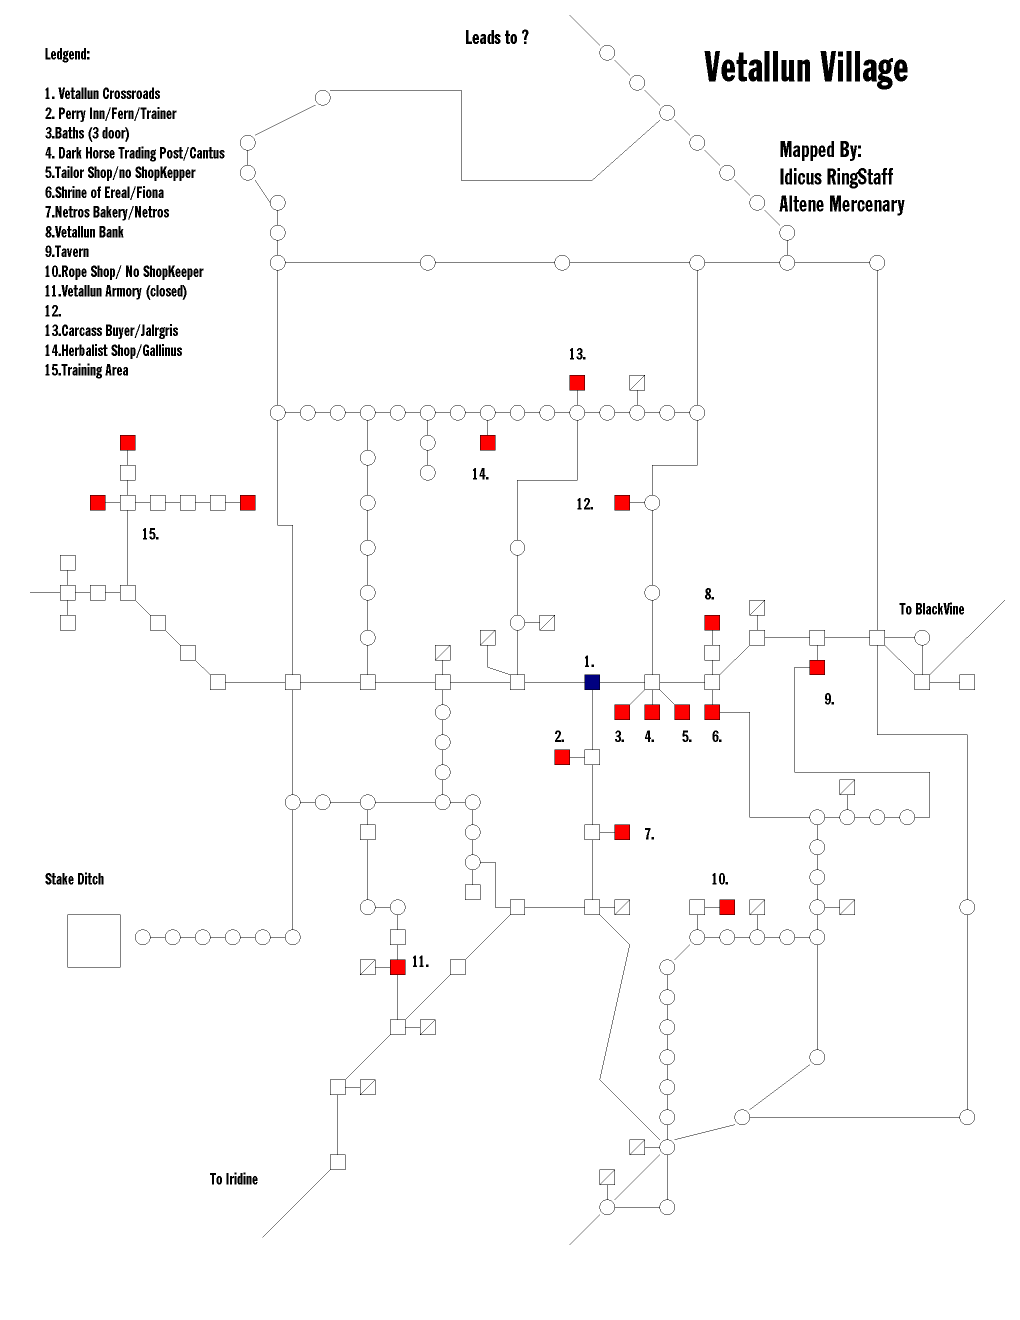 Leads to ?
Vetallun Village
Ledgend:
1. Vetallun Crossroads
2. Perry Inn/Fern/Trainer
3.Baths (3 door)
4. Dark Horse Trading Post/Cantus
5.Tailor Shop/no ShopKepper
6.Shrine of Ereal/Fiona
7.Netros Bakery/Netros
8.Vetallun Bank
9.Tavern
10.Rope Shop/ No ShopKeeper
11.Vetallun Armory (closed)
12.
13.Carcass Buyer/Jalrgris
14.Herbalist Shop/Gallinus
15.Training Area
Mapped By:
Idicus RingStaff
Altene Mercenary
13.
14.
12.
15.
8.
To BlackVine
1.
9.
2.
3.
4.
5.
6.
7.
Stake Ditch
10.
11.
To Iridine